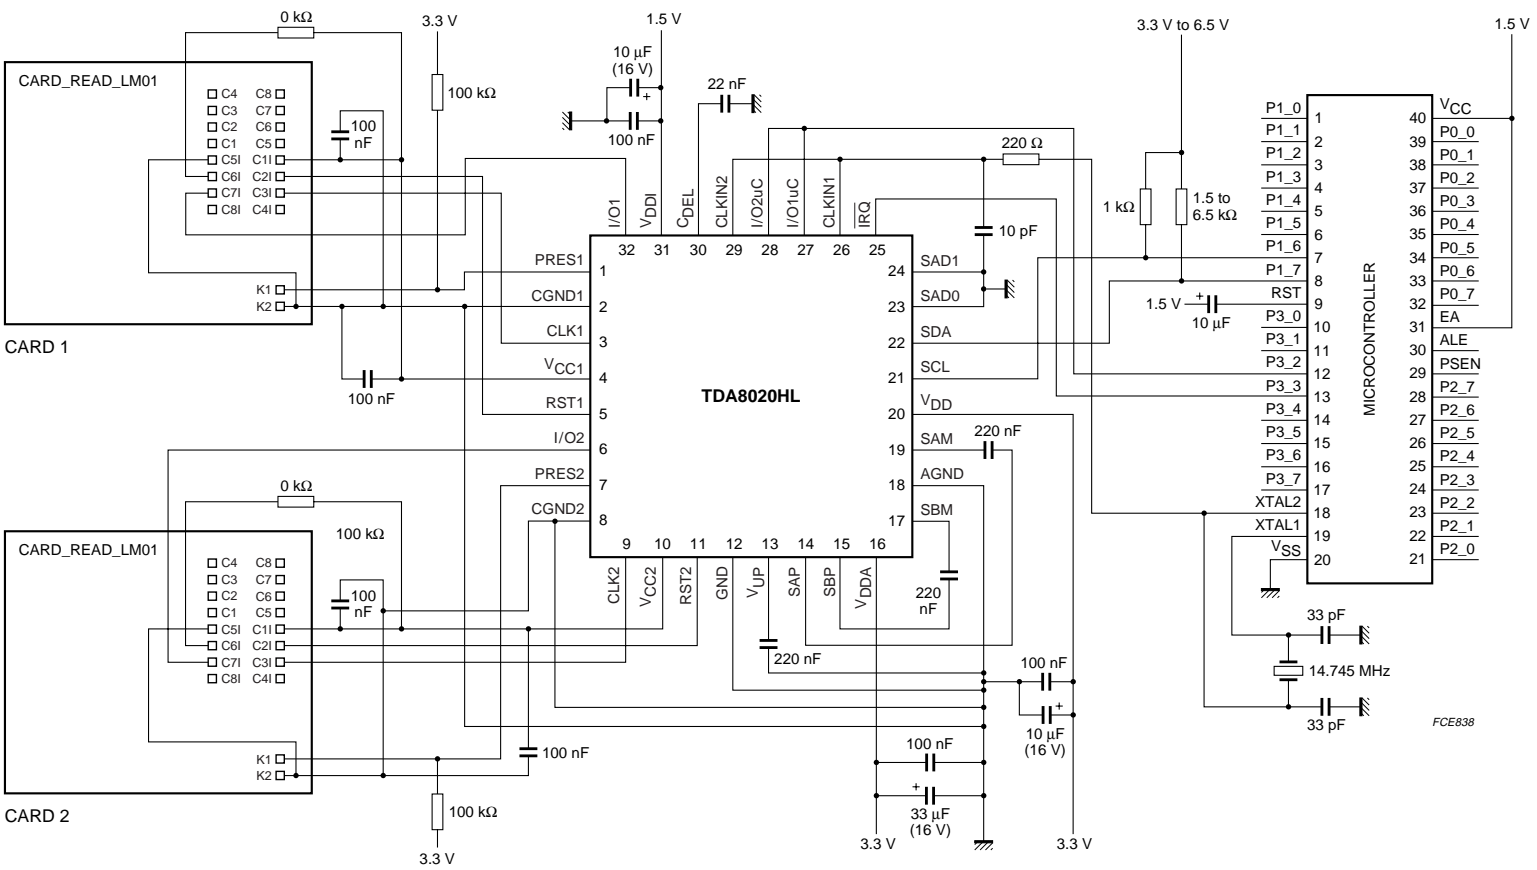 0 kΩ
3.3 V
1.5 V
3.3 V to 6.5 V
1.5 V
CARD_READ_LM01
C4 C8
C3 C7
C2 C6
C1 C5
C5I C1I
C6I C2I
C7I C3I
C8I C4I
K1
K2
CARD 1
100 nF
100 kΩ
10 μF (16 V)
+
100 nF
22 nF
220 Ω
10 pF
1 kΩ
1.5 to 6.5 kΩ
100 nF
I/O1
VDDI
CDEL
CLKIN2
I/O2uC
I/O1uC
CLKIN1
IRQ
32 31 30 29 28 27 26 25
PRES1 1
CGND1 2
CLK1 3
VCC1 4
RST1 5
I/O2 6
PRES2 7
CGND2 8
TDA8020HL
24 SAD1
23 SAD0
22 SDA
21 SCL
20 VDD
19 SAM
18 AGND
17 SBM
9 10 11 12 13 14 15 16
CLK2
VCC2
RST2
GND
VUP
SAP
SBP
VDDA
220 nF
220 nF
220 nF
100 nF
+
10 μF (16 V)
100 nF
+
33 μF (16 V)
3.3 V
3.3 V
0 kΩ
100 kΩ
CARD_READ_LM01
C4 C8
C3 C7
C2 C6
C1 C5
C5I C1I
C6I C2I
C7I C3I
C8I C4I
K1
K2
CARD 2
100 nF
100 nF
100 kΩ
3.3 V
1.5 V
+
10 μF
P1_0 1
P1_1 2
P1_2 3
P1_3 4
P1_4 5
P1_5 6
P1_6 7
P1_7 8
RST 9
P3_0 10
P3_1 11
P3_2 12
P3_3 13
P3_4 14
P3_5 15
P3_6 16
P3_7 17
XTAL2 18
XTAL1 19
VSS 20
MICROCONTROLLER
40 VCC
39 P0_0
38 P0_1
37 P0_2
36 P0_3
35 P0_4
34 P0_5
33 P0_6
32 P0_7
31 EA
30 ALE
29 PSEN
28 P2_7
27 P2_6
26 P2_5
25 P2_4
24 P2_3
23 P2_2
22 P2_1
21 P2_0
33 pF
14.745 MHz
33 pF
FCE838